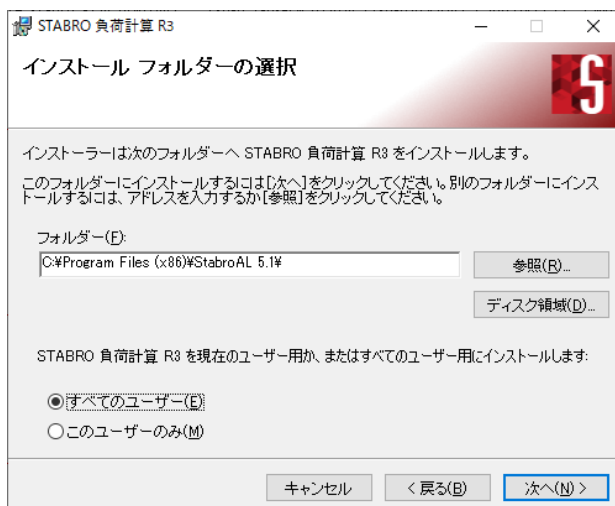 STABRO 負荷計算 R3
インストール フォルダーの選択
インストーラーは次のフォルダーへ STABRO 負荷計算 R3 をインストールします。
このフォルダーにインストールするには[次へ]をクリックしてください。別のフォルダーにインス
トールするには、アドレスを入力するか[参照]をクリックしてください。
フォルダー(F):
C:¥Program Files (x86)¥StabroAL 5.1¥
参照(R)...
ディスク領域(D)...
STABRO 負荷計算 R3 を現在のユーザー用か、またはすべてのユーザー用にインストールします:
すべてのユーザー(E)
このユーザーのみ(M)
キャンセル
< 戻る(B)
次へ(N) >